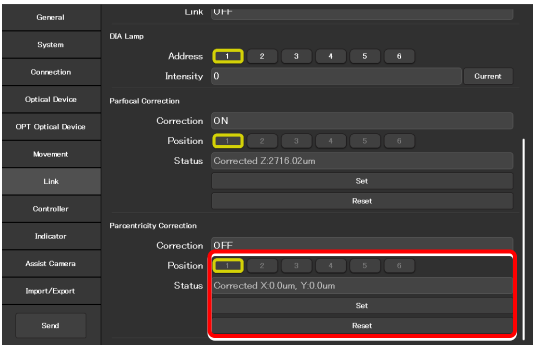 General
System
Connection
Optical Device
OPT Optical Device
Movement
Link
Controller
Indicator
Assist Camera
Import/Export
Send
Link OFF
DIA Lamp
Address 1 2 3 4 5 6
Intensity 0 Current
Parfocal Correction
Correction ON
Position 1 2 3 4 5 6
Status Corrected Z:2716.02um
Set
Reset
Parcentricity Correction
Correction OFF
Position 1 2 3 4 5 6
Status Corrected X:0.0um, Y:0.0um
Set
Reset